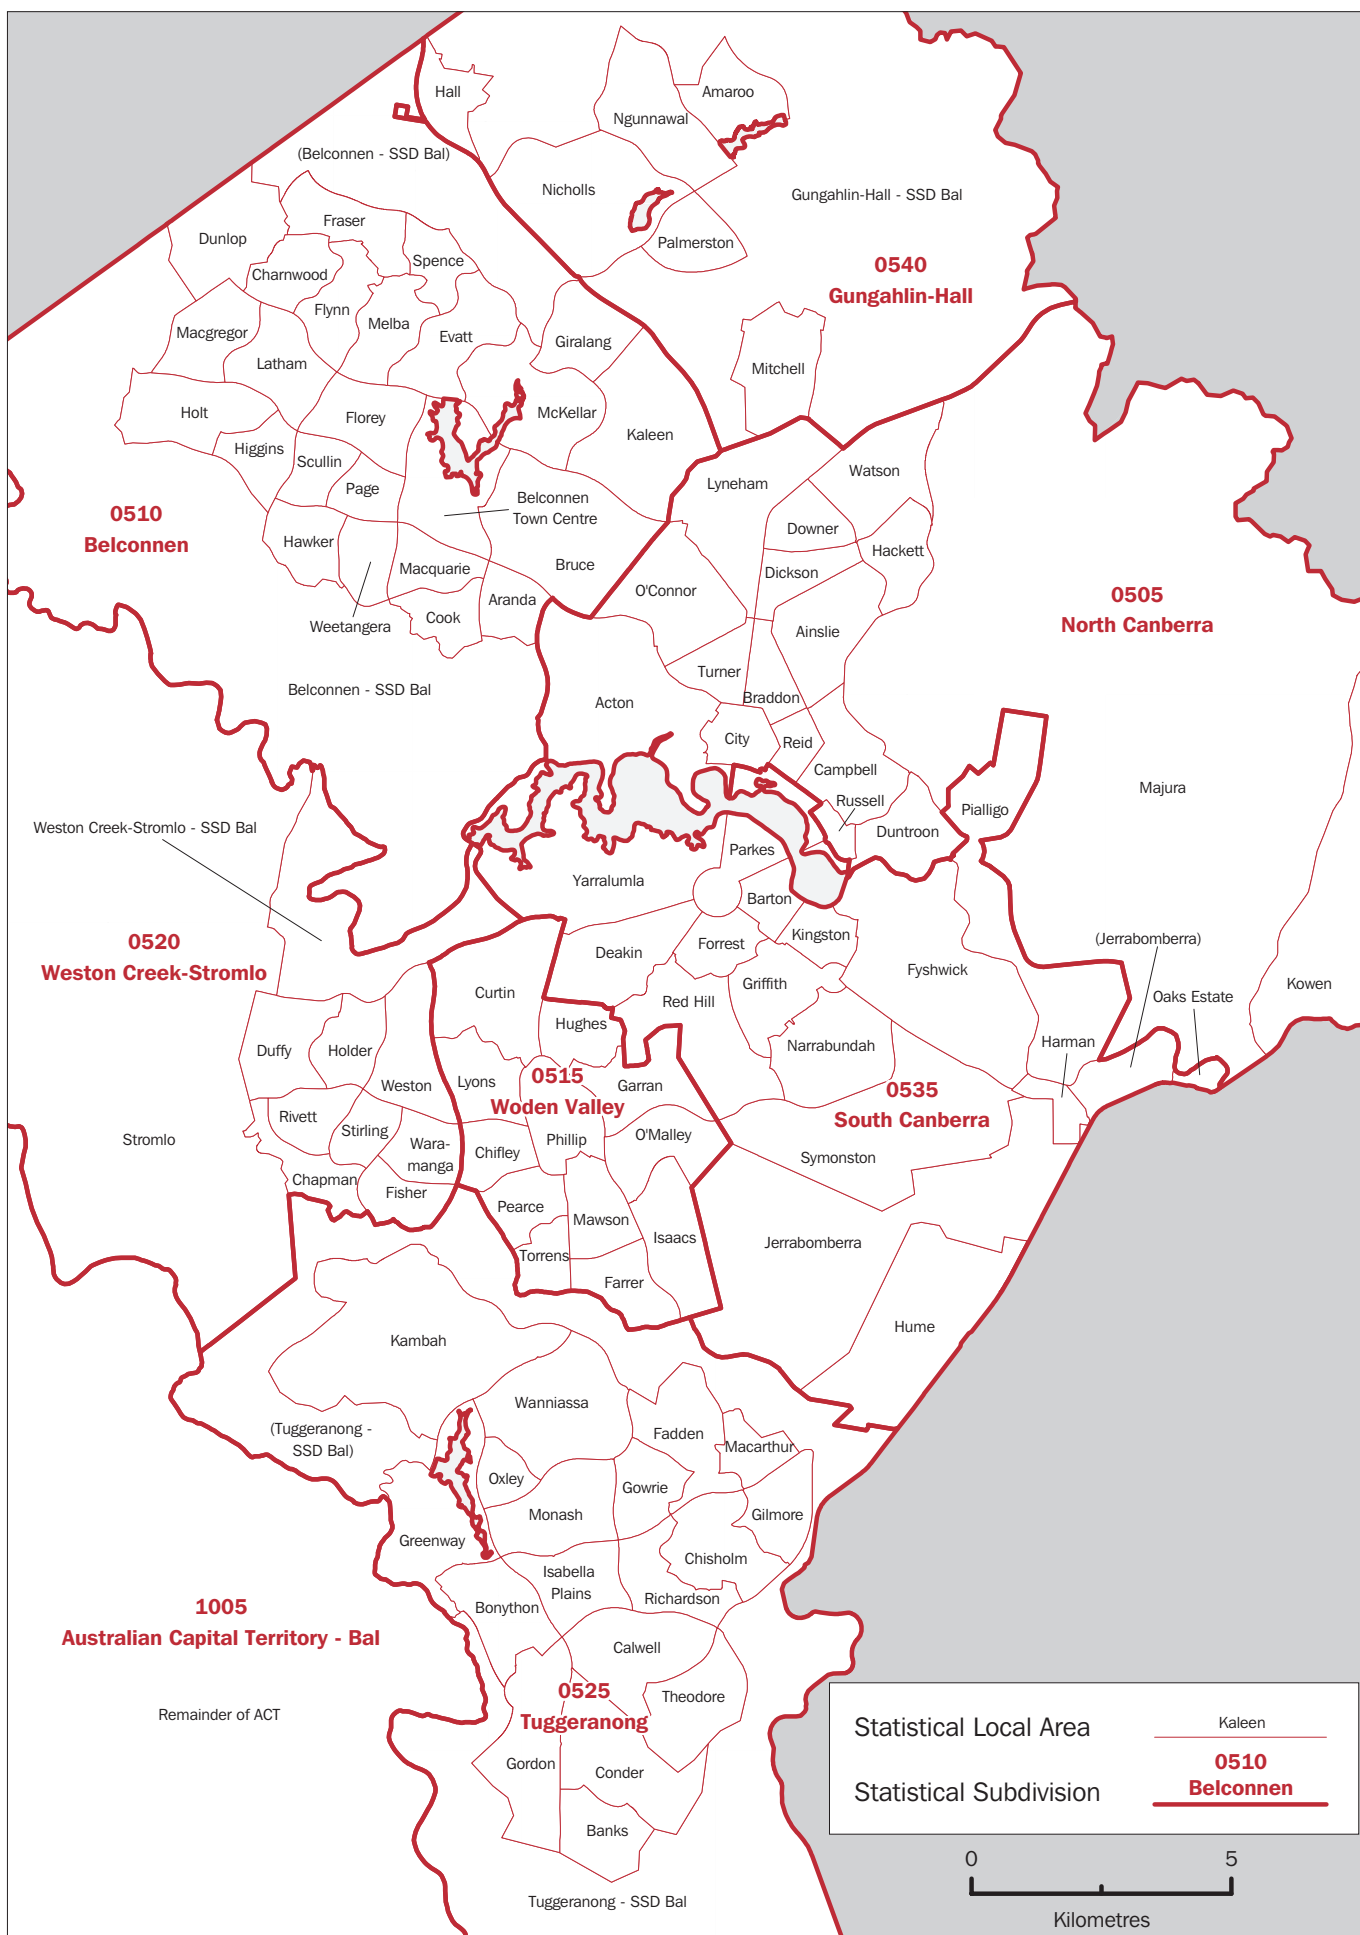 Hall
Amaroo
Ngunnawal
(Belconnen - SSD Bal)
Nicholls
Gungahlin-Hall - SSD Bal
Fraser
Dunlop
Palmerston
Spence
0540
Gungahlin-Hall
Charnwood
Flynn
Melba
Macgregor
Evatt
Giralang
Latham
Mitchell
Holt
Florey
McKellar
Kaleen
Higgins
Scullin
Watson
Lyneham
Page
Belconnen
Town Centre
0510
Belconnen
Downer
Hawker
Hackett
Macquarie
Bruce
Dickson
O'Connor
0505
North Canberra
Aranda
Cook
Weetangera
Ainslie
Turner
Belconnen - SSD Bal
Braddon
Acton
City
Reid
Campbell
Majura
Russell
Pialligo
Weston Creek-Stromlo - SSD Bal
Duntroon
Parkes
Yarralumla
Barton
0520
Weston Creek-Stromlo
Kingston
(Jerrabomberra)
Forrest
Deakin
Fyshwick
Griffith
Kowen
Curtin
Oaks Estate
Red Hill
Hughes
Harman
Duffy
Holder
Narrabundah
0515
Woden Valley
Lyons
Weston
Garran
0535
South Canberra
Rivett
Stirling
O'Malley
Stromlo
Phillip
Wara-
manga
Chifley
Symonston
Chapman
Fisher
Pearce
Mawson
Isaacs
Jerrabomberra
Torrens
Farrer
Hume
Kambah
Wanniassa
(Tuggeranong -
SSD Bal)
Fadden
Macarthur
Oxley
Gowrie
Monash
Gilmore
Greenway
Chisholm
Isabella
Plains
Richardson
Bonython
1005
Australian Capital Territory - Bal
Calwell
0525
Tuggeranong
Theodore
Remainder of ACT
Gordon
Conder
Banks
Tuggeranong - SSD Bal
Statistical Local Area
Kaleen
Statistical Subdivision
0510
Belconnen
0 5
Kilometres